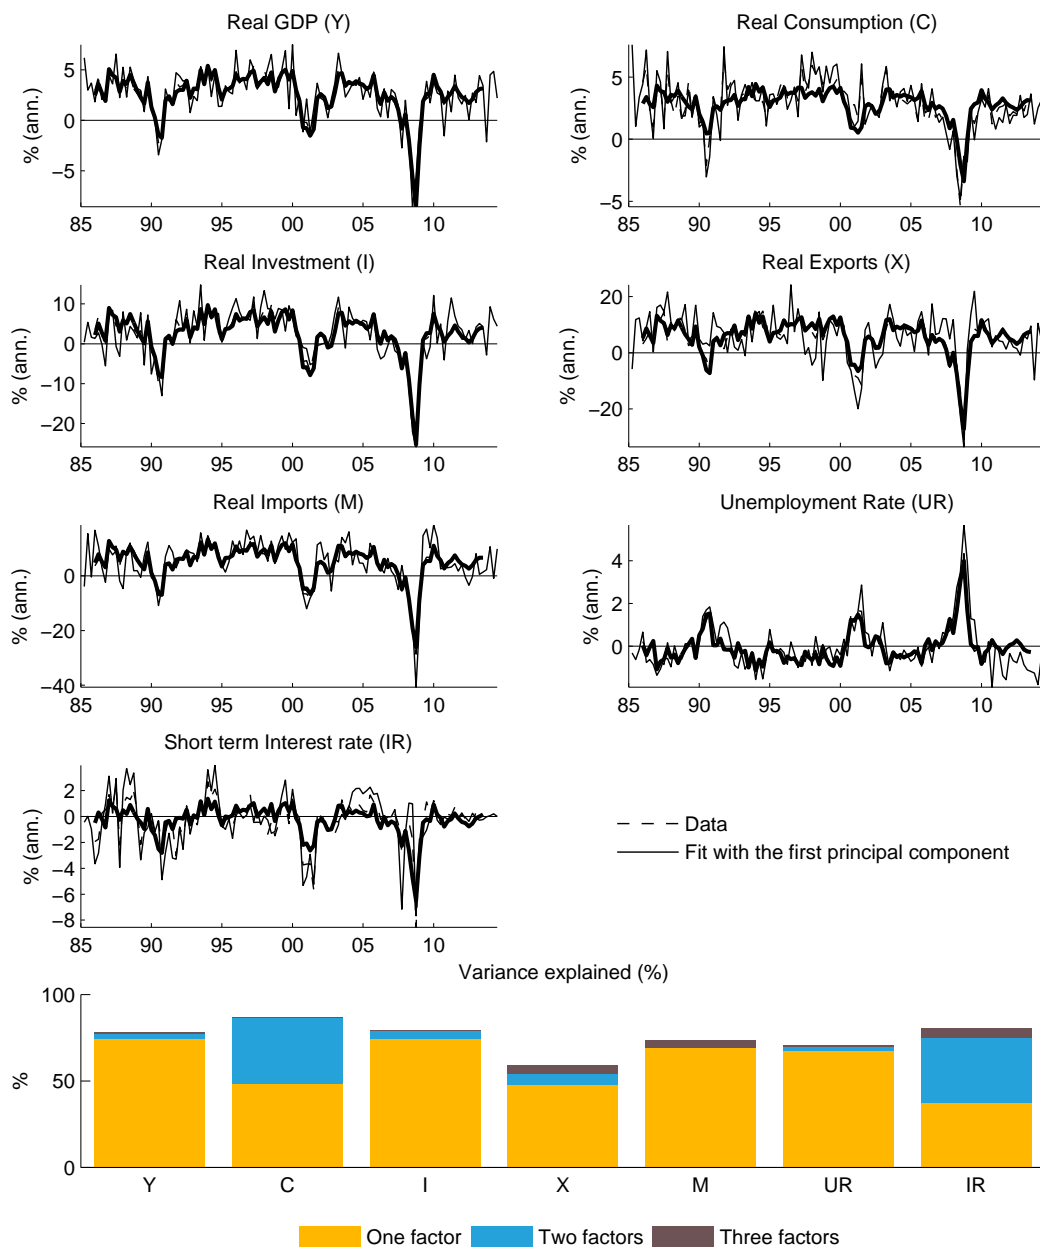 Real GDP (Y)
% (ann.)
5
0
−5
85 90 95 00 05 10
Real Consumption (C)
% (ann.)
5
0
−5
85 90 95 00 05 10
Real Investment (I)
% (ann.)
10
0
−10
−20
85 90 95 00 05 10
Real Exports (X)
% (ann.)
20
0
−20
85 90 95 00 05 10
Real Imports (M)
% (ann.)
0
−20
−40
85 90 95 00 05 10
Unemployment Rate (UR)
% (ann.)
4
2
0
85 90 95 00 05 10
Short term Interest rate (IR)
% (ann.)
2
0
−2
−4
−6
−8
85 90 95 00 05 10
Data
Fit with the first principal component
Variance explained (%)
%
100
50
0
Y C I X M UR IR
One factor Two factors Three factors